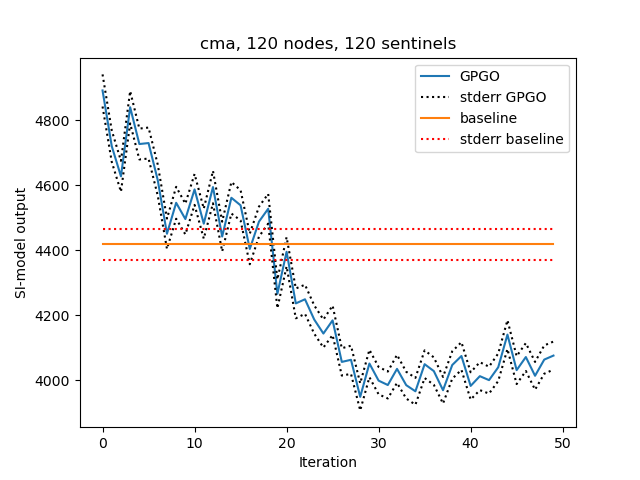 cma, 120 nodes, 120 sentinels
GPGO
stderr GPGO
baseline
stderr baseline
SI-model output
4800
4600
4400
4200
4000
0 10 20 30 40 50
Iteration